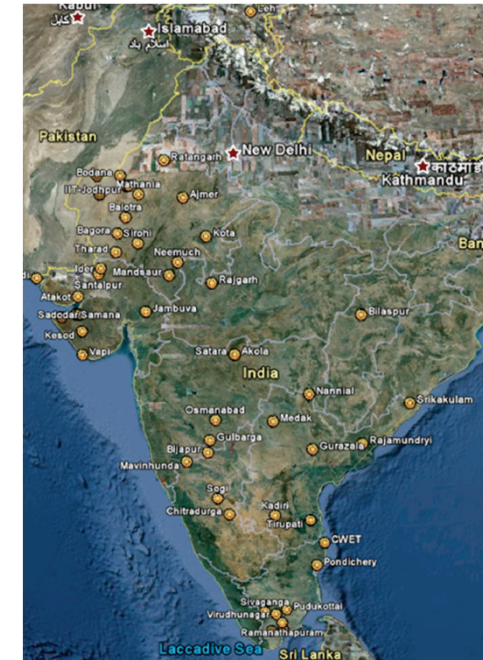 Kabul
کابل
Islamabad
اسلام آباد
Leh
Pakistan
Ratangarh
New Delhi
Nepal
Kathmandu
Bodana
Mathania
IIT-Jodhpur
Ajmer
Balotra
Bagora
Sirohi
Kota
Ban
Tharad
Neemuch
Ider
Mandsaur
Rajgarh
Santalpur
Atakot
Jambuva
Sadodar
Samana
Bilaspur
Kesod
Vapi
Satara
Akola
India
Nannial
Srikakulam
Osmanabad
Medak
Gulbarga
Bijapur
Gurazala
Rajamundryi
Mavinhunda
Sogi
Chitradurga
Kadiri
Tirupati
CWET
Pondichery
Sivaganga
Pudukottai
Virudhunagar
Ramanathapuram
Laccadive Sea
Sri Lanka